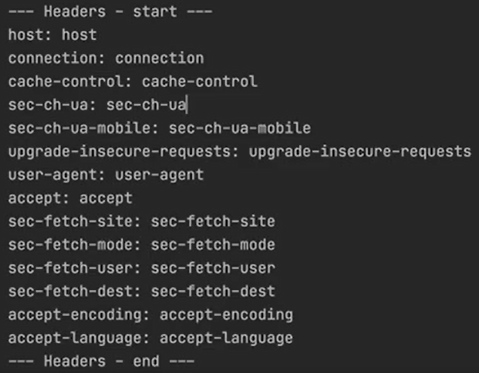 --- Headers - start ---
host: host
connection: connection
cache-control: cache-control
sec-ch-ua: sec-ch-ua
sec-ch-ua-mobile: sec-ch-ua-mobile
upgrade-insecure-requests: upgrade-insecure-requests
user-agent: user-agent
accept: accept
sec-fetch-site: sec-fetch-site
sec-fetch-mode: sec-fetch-mode
sec-fetch-user: sec-fetch-user
sec-fetch-dest: sec-fetch-dest
accept-encoding: accept-encoding
accept-language: accept-language
--- Headers - end ---